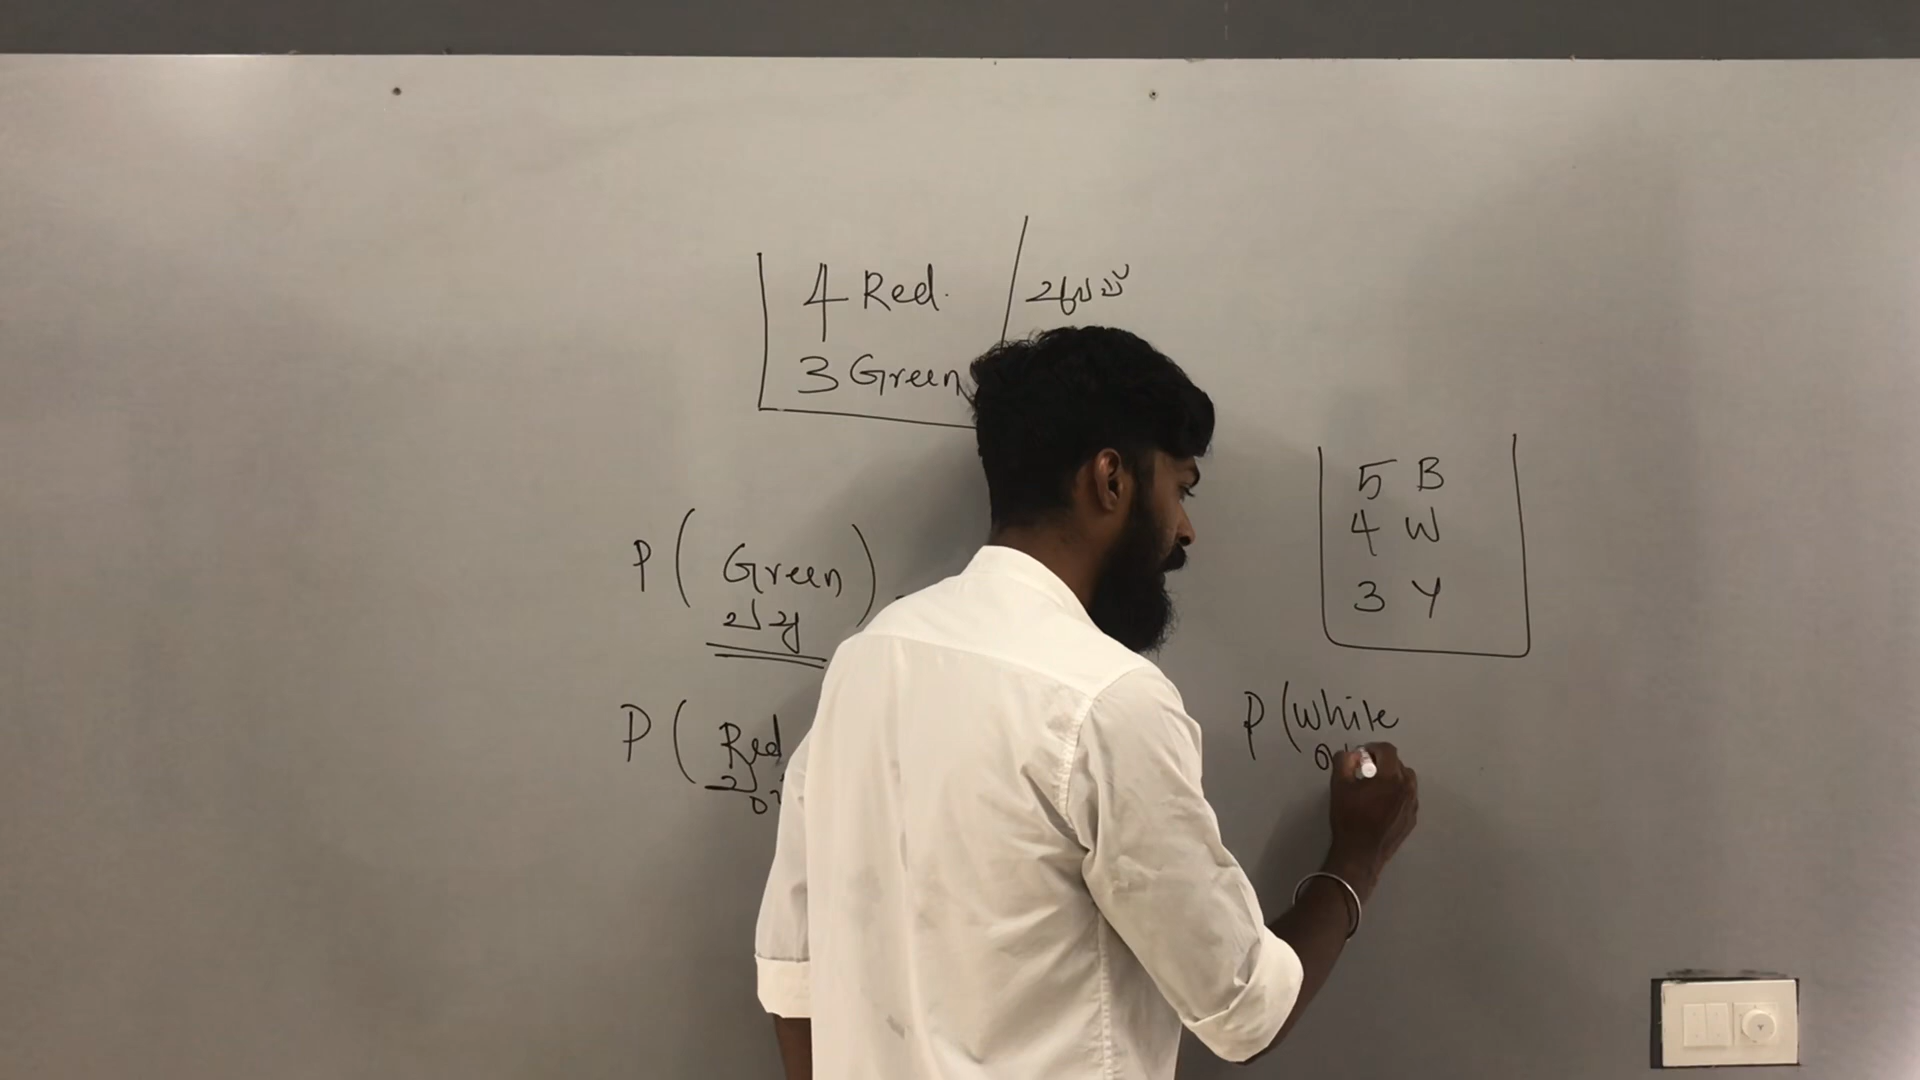 4 Red.
3 Green
P ( Green )
P ( Red
5 B
4 W
3 Y
P ( White